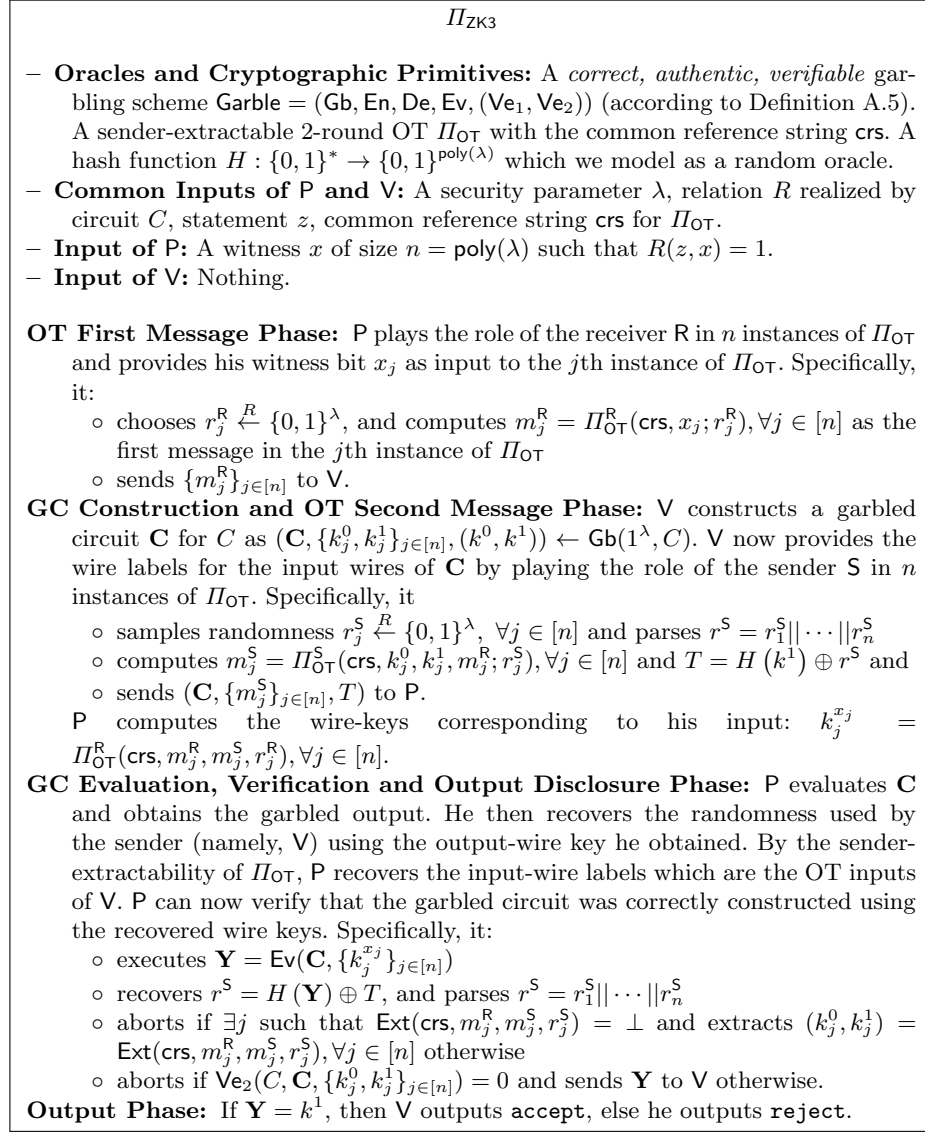 Π_ZK3
– Oracles and Cryptographic Primitives: A correct, authentic, verifiable gar-
bling scheme Garble = (Gb, En, De, Ev, (Ve₁, Ve₂)) (according to Definition A.5).
A sender-extractable 2-round OT Π_OT with the common reference string crs. A
hash function H : {0, 1}* → {0, 1}^poly(λ) which we model as a random oracle.
– Common Inputs of P and V: A security parameter λ, relation R realized by
circuit C, statement z, common reference string crs for Π_OT.
– Input of P: A witness x of size n = poly(λ) such that R(z, x) = 1.
– Input of V: Nothing.
OT First Message Phase: P plays the role of the receiver R in n instances of Π_OT
and provides his witness bit x_j as input to the jth instance of Π_OT. Specifically,
it:
◦ chooses r_j^R ←^R {0, 1}^λ, and computes m_j^R = Π_OT^R(crs, x_j; r_j^R), ∀j ∈ [n] as the
first message in the jth instance of Π_OT
◦ sends {m_j^R}_{j∈[n]} to V.
GC Construction and OT Second Message Phase: V constructs a garbled
circuit C for C as (C, {k_j^0, k_j^1}_{j∈[n]}, (k^0, k^1)) ← Gb(1^λ, C). V now provides the
wire labels for the input wires of C by playing the role of the sender S in n
instances of Π_OT. Specifically, it
◦ samples randomness r_j^S ←^R {0, 1}^λ, ∀j ∈ [n] and parses r^S = r_1^S|| · · · ||r_n^S
◦ computes m_j^S = Π_OT^S(crs, k_j^0, k_j^1, m_j^R; r_j^S), ∀j ∈ [n] and T = H (k^1) ⊕ r^S and
◦ sends (C, {m_j^S}_{j∈[n]}, T) to P.
P computes the wire-keys corresponding to his input: k_j^{x_j} =
Π_OT^R(crs, m_j^R, m_j^S, r_j^R), ∀j ∈ [n].
GC Evaluation, Verification and Output Disclosure Phase: P evaluates C
and obtains the garbled output. He then recovers the randomness used by
the sender (namely, V) using the output-wire key he obtained. By the sender-
extractability of Π_OT, P recovers the input-wire labels which are the OT inputs
of V. P can now verify that the garbled circuit was correctly constructed using
the recovered wire keys. Specifically, it:
◦ executes Y = Ev(C, {k_j^{x_j}}_{j∈[n]})
◦ recovers r^S = H (Y) ⊕ T, and parses r^S = r_1^S|| · · · ||r_n^S
◦ aborts if ∃j such that Ext(crs, m_j^R, m_j^S, r_j^S) = ⊥ and extracts (k_j^0, k_j^1) =
Ext(crs, m_j^R, m_j^S, r_j^S), ∀j ∈ [n] otherwise
◦ aborts if Ve₂(C, C, {k_j^0, k_j^1}_{j∈[n]}) = 0 and sends Y to V otherwise.
Output Phase: If Y = k^1, then V outputs accept, else he outputs reject.